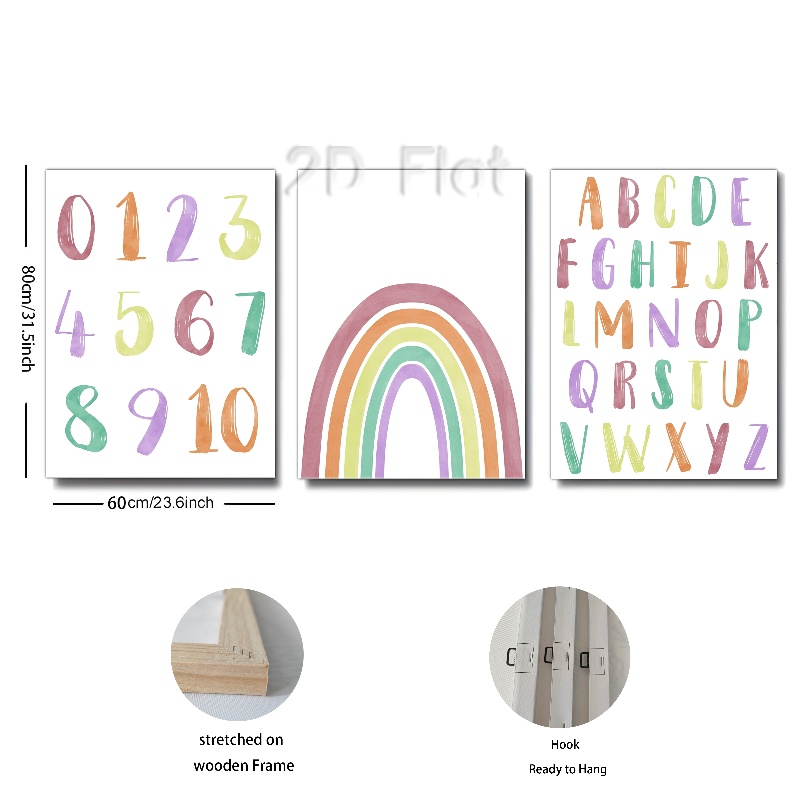 2D Flat
0 1 2 3
4 5 6 7
8 9 10
A B C D E
F G H I J K
L M N O P
Q R S T U
V W X Y Z
80cm/31.5inch
60cm/23.6inch
stretched on
wooden Frame
Hook
Ready to Hang